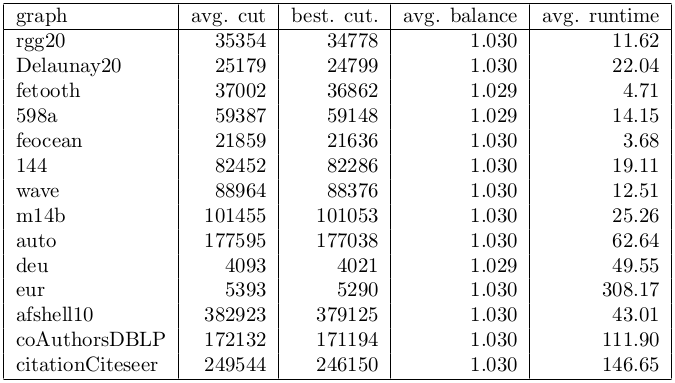 graph avg. cut best. cut. avg. balance avg. runtime
rgg20 35354 34778 1.030 11.62
Delaunay20 25179 24799 1.030 22.04
fetooth 37002 36862 1.029 4.71
598a 59387 59148 1.029 14.15
feocean 21859 21636 1.030 3.68
144 82452 82286 1.030 19.11
wave 88964 88376 1.030 12.51
m14b 101455 101053 1.030 25.26
auto 177595 177038 1.030 62.64
deu 4093 4021 1.029 49.55
eur 5393 5290 1.030 308.17
afshell10 382923 379125 1.030 43.01
coAuthorsDBLP 172132 171194 1.030 111.90
citationCiteseer 249544 246150 1.030 146.65